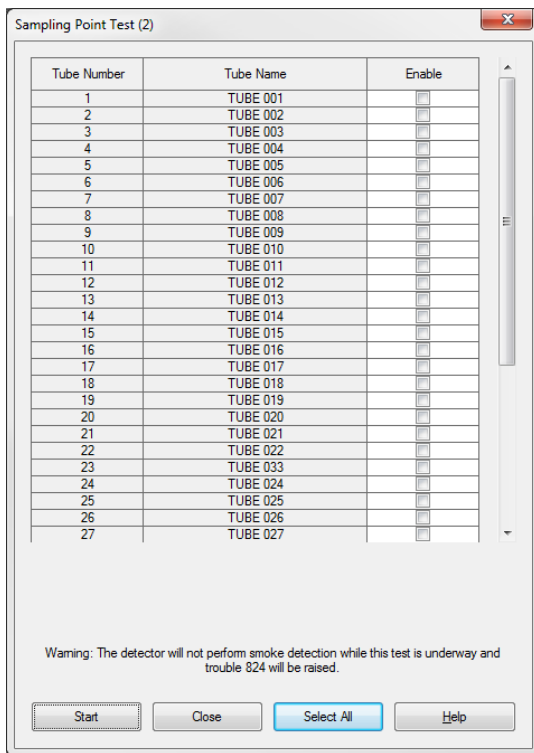 Sampling Point Test (2)
Tube Number Tube Name Enable
1 TUBE 001
2 TUBE 002
3 TUBE 003
4 TUBE 004
5 TUBE 005
6 TUBE 006
7 TUBE 007
8 TUBE 008
9 TUBE 009
10 TUBE 010
11 TUBE 011
12 TUBE 012
13 TUBE 013
14 TUBE 014
15 TUBE 015
16 TUBE 016
17 TUBE 017
18 TUBE 018
19 TUBE 019
20 TUBE 020
21 TUBE 021
22 TUBE 022
23 TUBE 033
24 TUBE 024
25 TUBE 025
26 TUBE 026
27 TUBE 027
Warning: The detector will not perform smoke detection while this test is underway and
trouble 824 will be raised.
Start Close Select All Help